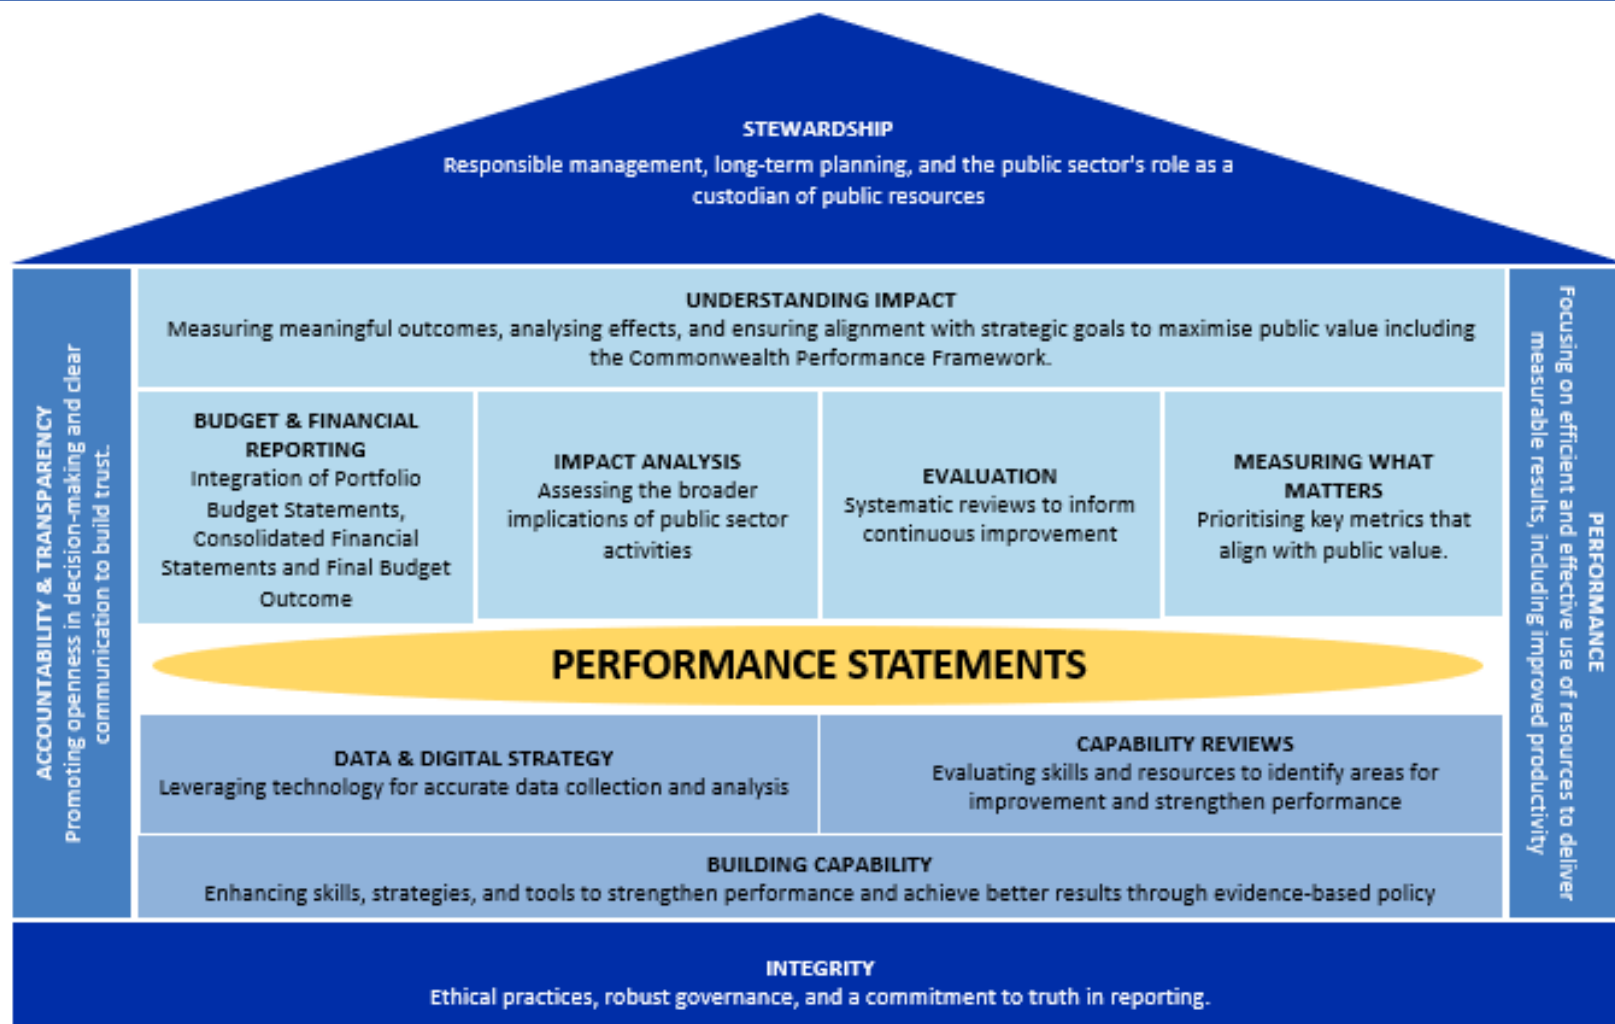 STEWARDSHIP
Responsible management, long-term planning, and the public sector's role as a
custodian of public resources
ACCOUNTABILITY & TRANSPARENCY
Promoting openness in decision-making and clear
communication to build trust.
UNDERSTANDING IMPACT
Measuring meaningful outcomes, analysing effects, and ensuring alignment with strategic goals to maximise public value including
the Commonwealth Performance Framework.
BUDGET & FINANCIAL
REPORTING
Integration of Portfolio
Budget Statements,
Consolidated Financial
Statements and Final Budget
Outcome
IMPACT ANALYSIS
Assessing the broader
implications of public sector
activities
EVALUATION
Systematic reviews to inform
continuous improvement
MEASURING WHAT
MATTERS
Prioritising key metrics that
align with public value.
PERFORMANCE STATEMENTS
DATA & DIGITAL STRATEGY
Leveraging technology for accurate data collection and analysis
CAPABILITY REVIEWS
Evaluating skills and resources to identify areas for
improvement and strengthen performance
BUILDING CAPABILITY
Enhancing skills, strategies, and tools to strengthen performance and achieve better results through evidence-based policy
PERFORMANCE
Focusing on efficient and effective use of resources to deliver
measurable results, including improved productivity
INTEGRITY
Ethical practices, robust governance, and a commitment to truth in reporting.